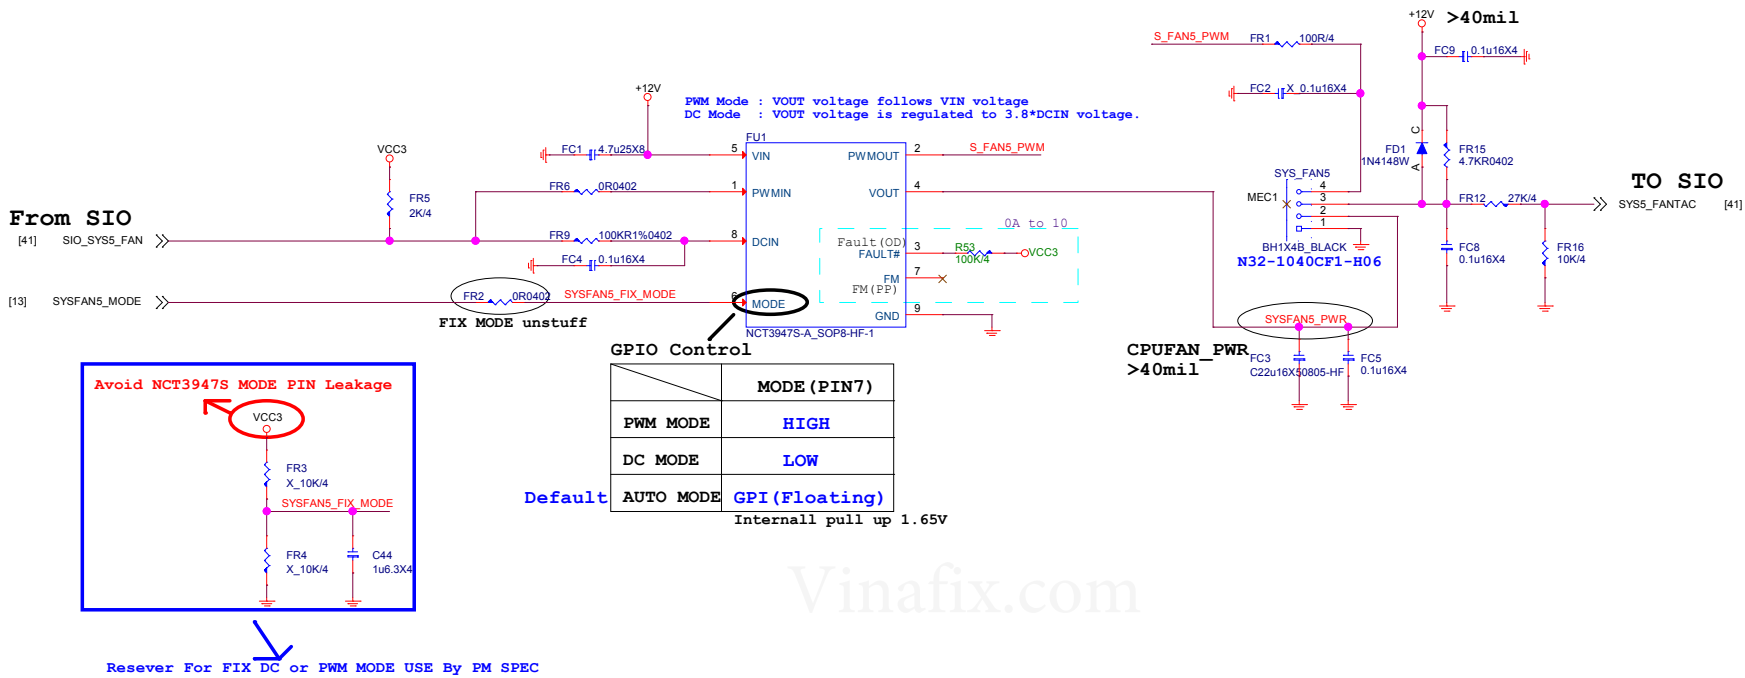 +12V
>40mil
S_FAN5_PWM
FR1
100R/4
FC9
0.1u16X4
FC2
X_0.1u16X4
+12V
PWM Mode : VOUT voltage follows VIN voltage
DC Mode : VOUT voltage is regulated to 3.8*DCIN voltage.
FU1
VCC3
FC1
4.7u25X8
5
VIN
PWMOUT
2
S_FAN5_PWM
FR6
0R0402
1
PWMIN
VOUT
4
FR5
2K/4
C
FD1
1N4148W
A
FR15
4.7KR0402
SYS_FAN5
MEC1
4
3
2
1
FR12
27K/4
TO SIO
SYS5_FANTAC
[41]
From SIO
[41]
SIO_SYS5_FAN
FR9
100KR1%0402
8
DCIN
FC4
0.1u16X4
0A to 10
Fault(OD)
FAULT#
3
R53
100K/4
VCC3
FM
7
FM(PP)
BH1X4B_BLACK
N32-1040CF1-H06
FC8
0.1u16X4
FR16
10K/4
[13]
SYSFAN5_MODE
FR2
0R0402
SYSFAN5_FIX_MODE
6
MODE
FIX MODE unstuff
GND
9
NCT3947S-A_SOP8-HF-1
SYSFAN5_PWR
CPUFAN_PWR
>40mil
FC3
C22u16X50805-HF
FC5
0.1u16X4
GPIO Control
MODE(PIN7)
PWM MODE
HIGH
DC MODE
LOW
Default
AUTO MODE
GPI(Floating)
Internall pull up 1.65V
Avoid NCT3947S MODE PIN Leakage
VCC3
FR3
X_10K/4
SYSFAN5_FIX_MODE
FR4
X_10K/4
C44
1u6.3X4
Vinafix.com
Resever For FIX DC or PWM MODE USE By PM SPEC